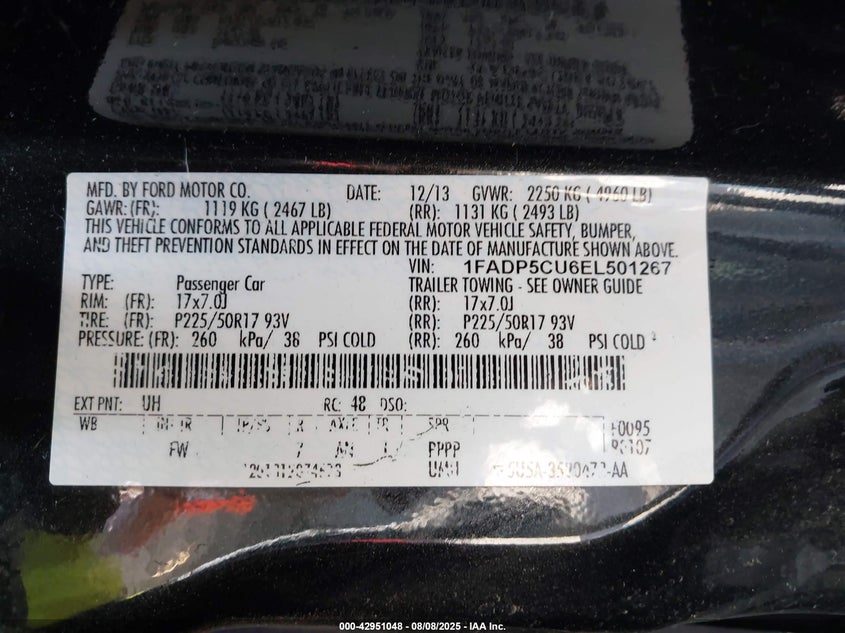 MFD. BY FORD MOTOR CO. DATE: 12/13 GVWR: 2250 KG ( 4960 LB)
GAWR: (FR): 1119 KG ( 2467 LB) (RR): 1131 KG ( 2493 LB)
THIS VEHICLE CONFORMS TO ALL APPLICABLE FEDERAL MOTOR VEHICLE SAFETY, BUMPER,
AND THEFT PREVENTION STANDARDS IN EFFECT ON THE DATE OF MANUFACTURE SHOWN ABOVE.
VIN: 1FADP5CU6EL501267
TYPE: Passenger Car TRAILER TOWING - SEE OWNER GUIDE
RIM: (FR): 17x7.0J (RR): 17x7.0J
TIRE: (FR): P225/50R17 93V (RR): P225/50R17 93V
PRESSURE: (FR): 260 kPa/ 38 PSI COLD (RR): 260 kPa/ 38 PSI COLD
EXT PNT: UH RC: 48 DSO:
WB AXLE TR SPR
FW 7 PPPP
000-42951048 - 08/08/2025 - IAA Inc.